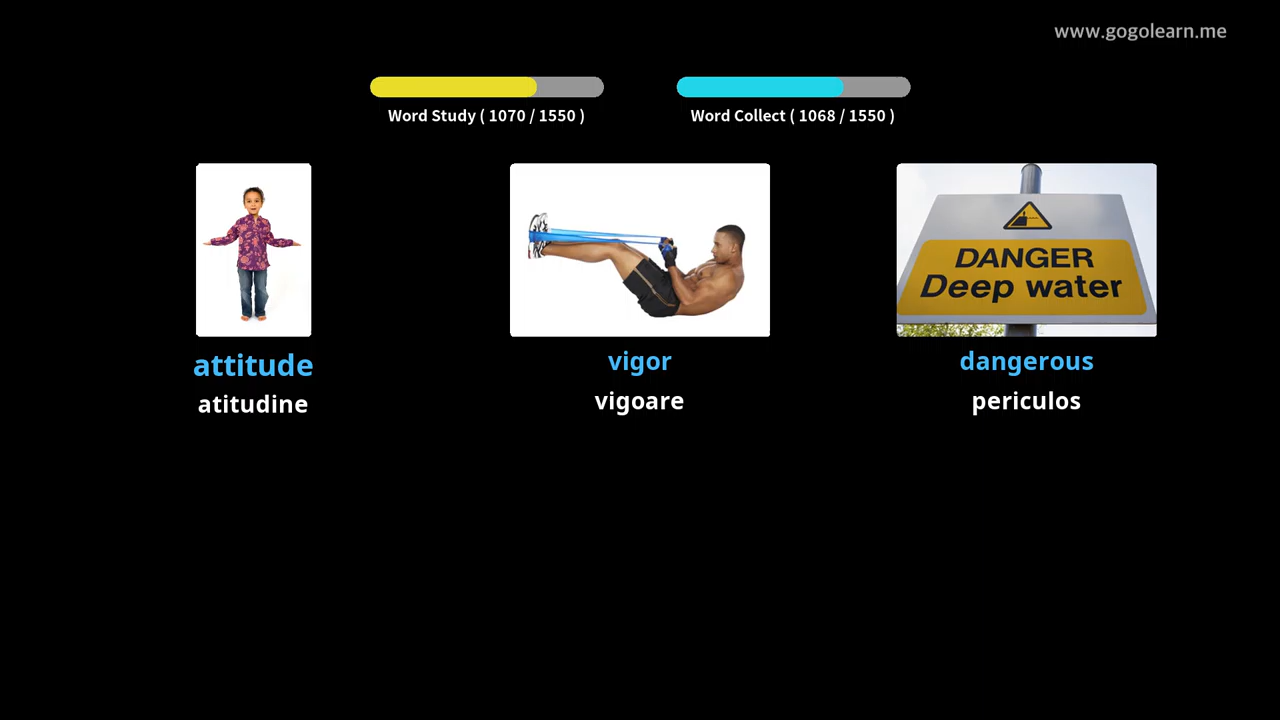 www.gogolearn.me
Word Study ( 1070 / 1550 )
Word Collect ( 1068 / 1550 )
DANGER
Deep water
attitude
atitudine
vigor
vigoare
dangerous
periculos